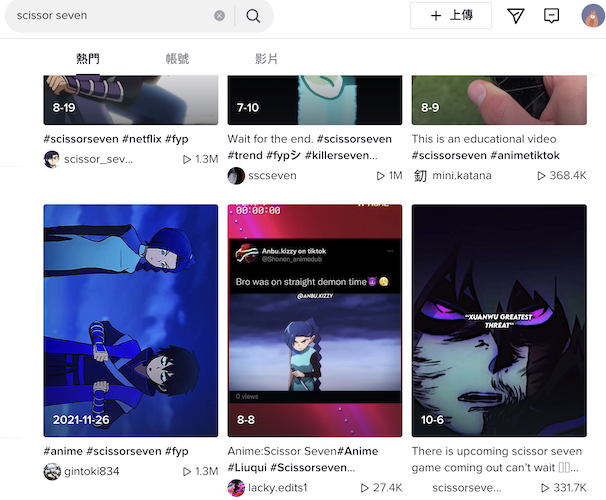 scissor seven
上傳
熱門
帳號
影片
8-19
7-10
8-9
#scissorseven #netflix #fyp
Wait for the end. #scissorseven
#trend #fypシ #killerseven...
This is an educational video
#scissorseven #animetiktok
scissor_sev...
1.3M
sscseven
1M
釖
mini.katana
368.4K
00:00:00
Anbu.kizzy on tiktok
@Shonen_animedub
Bro was on straight demon time😈😘
@ANBU.KIZZY
0 views
"XUANWU GREATEST
THREAT"
2021-11-26
8-8
10-6
#anime #scissorseven #fyp
Anime:Scissor Seven#Anime
#Liuqui #Scissorseven...
There is upcoming scissor seven
game coming out can't wait ▯▯...
gintoki834
1.3M
lacky.edits1
27.4K
scissorseve...
331.7K